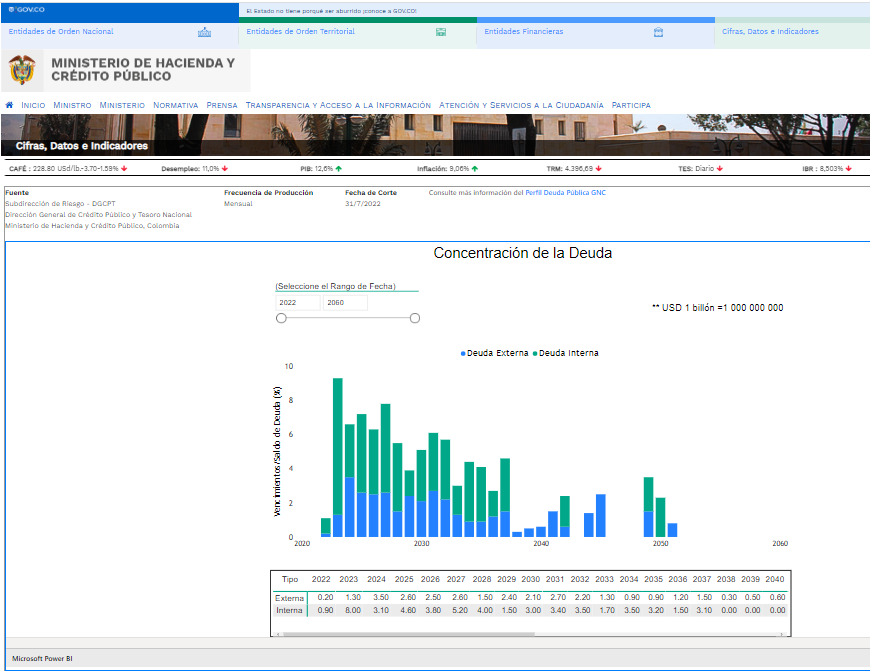 GOV.CO
El Estado no tiene porqué ser aburrido ¡conoce a GOV.CO!
Entidades de Orden Nacional
Entidades de Orden Territorial
Entidades Financieras
Cifras, Datos e Indicadores
MINISTERIO DE HACIENDA Y
CRÉDITO PÚBLICO
INICIO MINISTRO MINISTERIO NORMATIVA PRENSA TRANSPARENCIA Y ACCESO A LA INFORMACIÓN ATENCIÓN Y SERVICIOS A LA CIUDADANÍA PARTICIPA
Cifras, Datos e Indicadores
CAFÉ : 228.80 USd/lb.-3.70-1.59% Desempleo: 11,0% PIB: 12,6% Inflación: 9,06% TRM: 4.396,69 TES: Diario IBR : 8,503%
Fuente
Subdirección de Riesgo - DGCPT
Dirección General de Crédito Público y Tesoro Nacional
Ministerio de Hacienda y Crédito Público, Colombia
Frecuencia de Producción
Mensual
Fecha de Corte
31/7/2022
Consulte más información del Perfil Deuda Pública GNC
Concentración de la Deuda
(Seleccione el Rango de Fecha)
2022 2060
** USD 1 billón =1 000 000 000
Deuda Externa Deuda Interna
Vencimientos/Saldo de Deuda (%)
10
8
6
4
2
0
2020 2030 2040 2050 2060
Tipo 2022 2023 2024 2025 2026 2027 2028 2029 2030 2031 2032 2033 2034 2035 2036 2037 2038 2039 2040
Externa 0.20 1.30 3.50 2.60 2.50 2.60 1.50 2.40 2.10 2.70 2.20 1.30 0.90 0.90 1.20 1.50 0.30 0.50 0.60
Interna 0.90 8.00 3.10 4.60 3.80 5.20 4.00 1.50 3.00 3.40 3.50 1.70 3.50 3.20 1.50 3.10 0.00 0.00 0.00
Microsoft Power BI